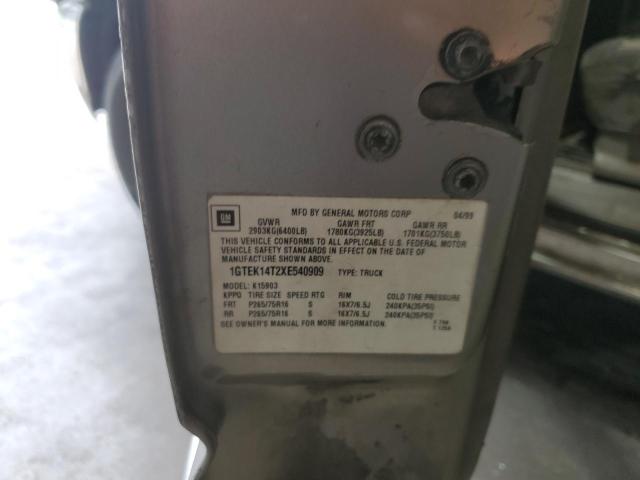 GM
MFD BY GENERAL MOTORS CORP 04/99
GVWR GAWR FRT GAWR RR
2903KG(6400LB) 1780KG(3925LB) 1701KG(3750LB)
THIS VEHICLE CONFORMS TO ALL APPLICABLE U.S. FEDERAL MOTOR
VEHICLE SAFETY STANDARDS IN EFFECT ON THE DATE OF
MANUFACTURE SHOWN ABOVE.
1GTEK14T2XE540909 TYPE: TRUCK
MODEL: K15903
KPPO TIRE SIZE SPEED RTG RIM COLD TIRE PRESSURE
FRT P265/75R16 S 16X7/6.5J 240KPA(35PSI)
RR P265/75R16 S 16X7/6.5J 240KPA(35PSI)
SEE OWNER'S MANUAL FOR MORE INFORMATION.